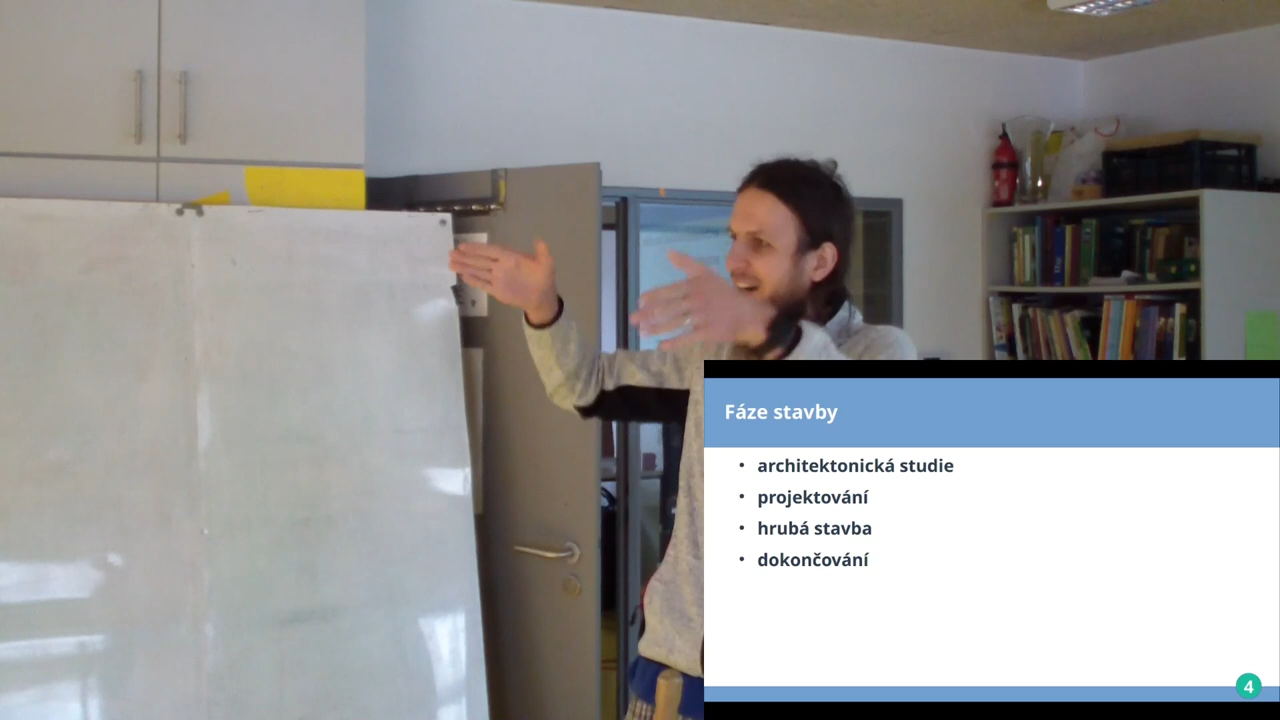 Fáze stavby
• architektonická studie
• projektování
• hrubá stavba
• dokončování
4